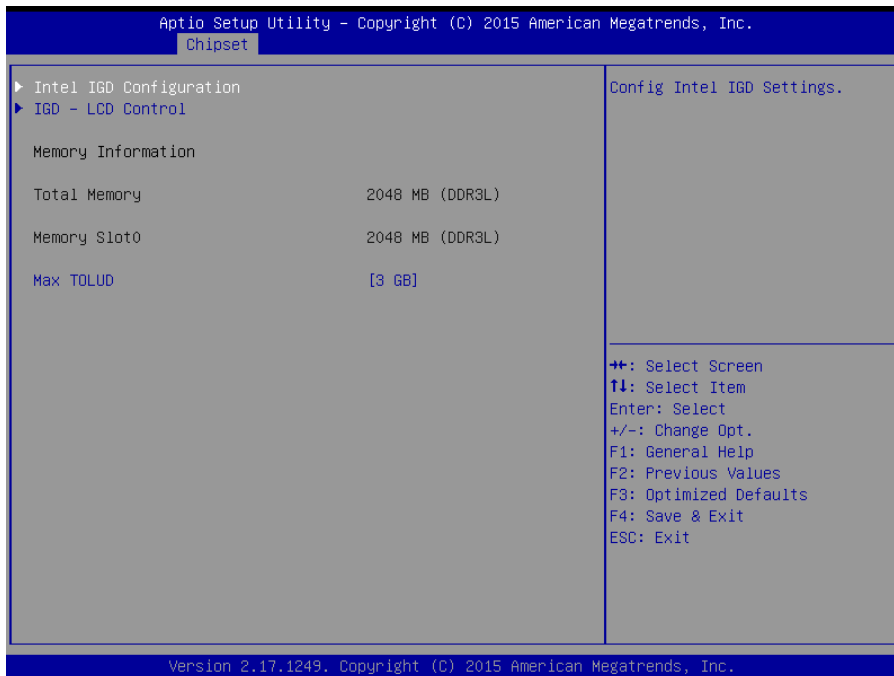 Aptio Setup Utility – Copyright (C) 2015 American Megatrends, Inc.
Chipset
Intel IGD Configuration
IGD – LCD Control
Memory Information
Total Memory 2048 MB (DDR3L)
Memory Slot0 2048 MB (DDR3L)
Max TOLUD [3 GB]
Config Intel IGD Settings.
→←: Select Screen
↑↓: Select Item
Enter: Select
+/-: Change Opt.
F1: General Help
F2: Previous Values
F3: Optimized Defaults
F4: Save & Exit
ESC: Exit
Version 2.17.1249. Copyright (C) 2015 American Megatrends, Inc.